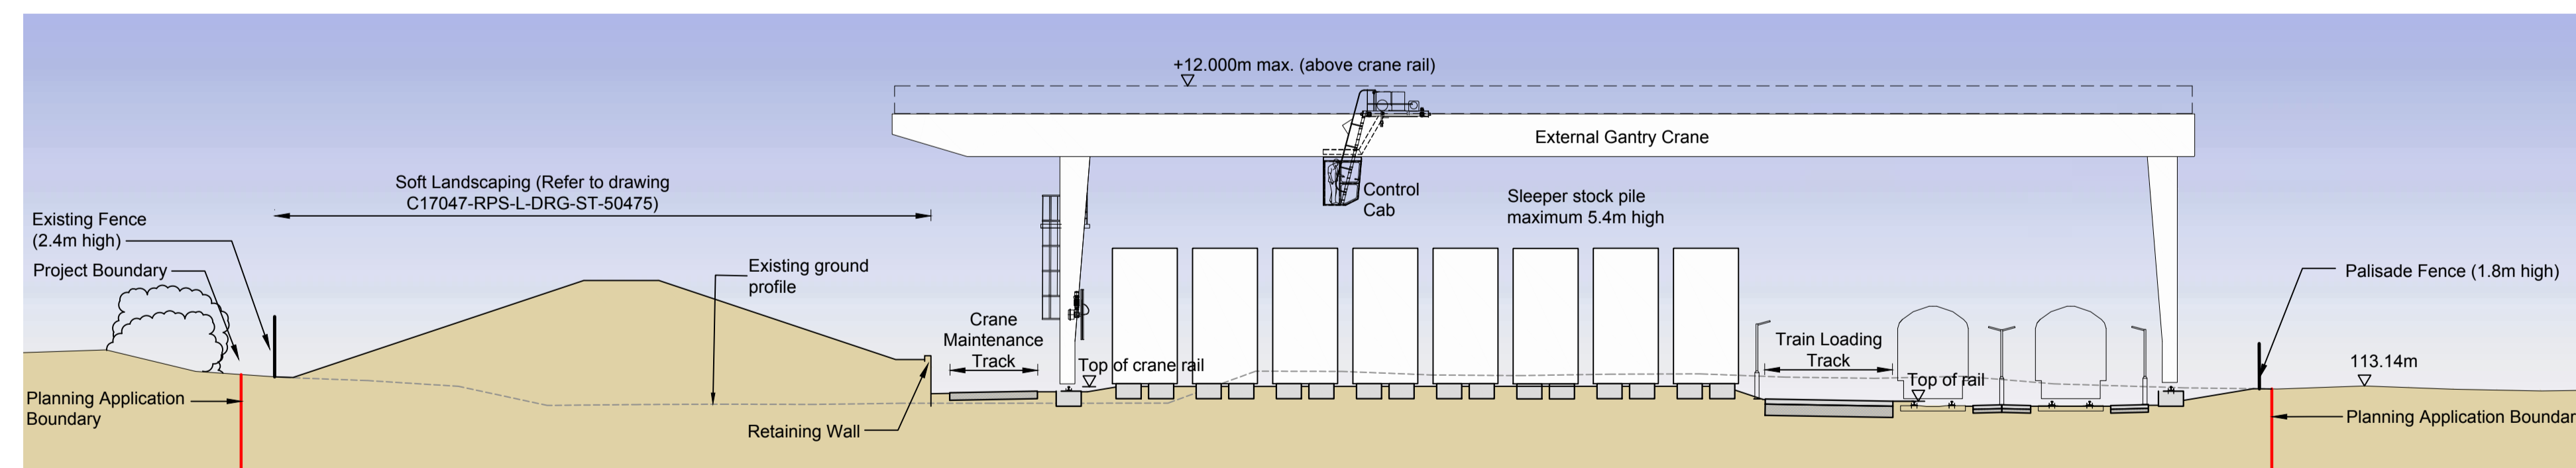 +12.000m max. (above crane rail)
External Gantry Crane
Soft Landscaping (Refer to drawing
C17047-RPS-L-DRG-ST-50475)
Control
Cab
Sleeper stock pile
maximum 5.4m high
Existing Fence
(2.4m high)
Project Boundary
Existing ground
profile
Palisade Fence (1.8m high)
Crane
Maintenance
Track
Top of crane rail
Train Loading
Track
Top of rail
113.14m
Planning Application
Boundary
Retaining Wall
Planning Application Boundar